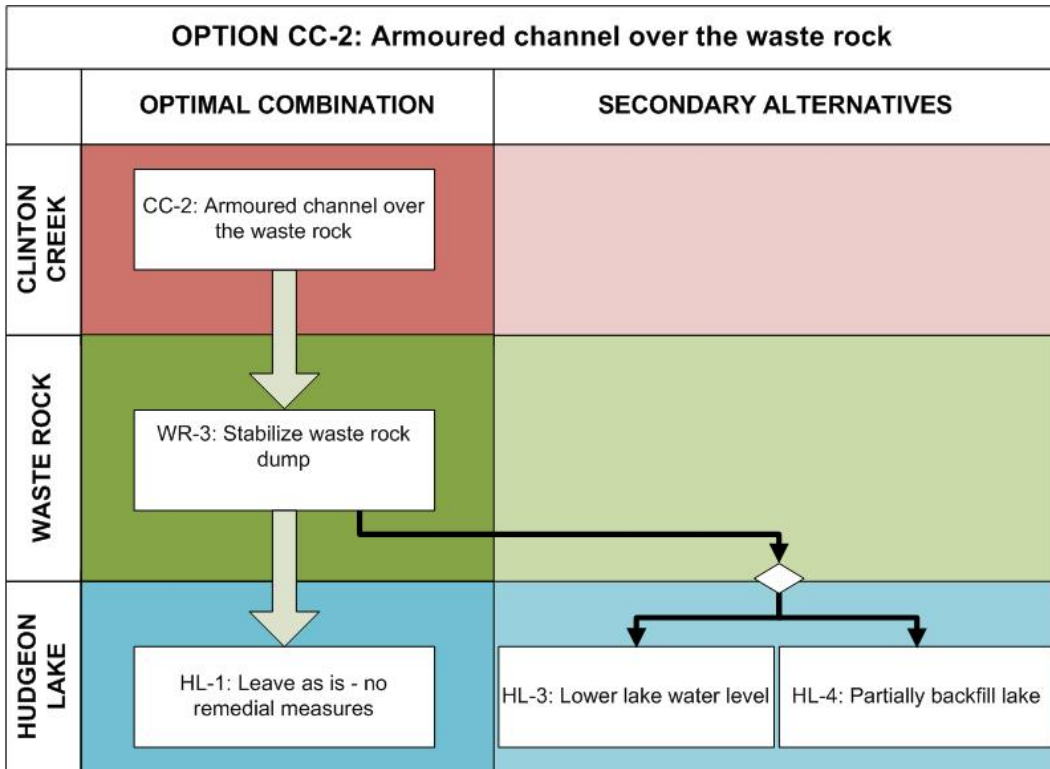 OPTION CC-2: Armoured channel over the waste rock
OPTIMAL COMBINATION
SECONDARY ALTERNATIVES
CLINTON
CREEK
CC-2: Armoured channel over
the waste rock
WASTE ROCK
WR-3: Stabilize waste rock
dump
HUDGEON
LAKE
HL-1: Leave as is - no
remedial measures
HL-3: Lower lake water level
HL-4: Partially backfill lake